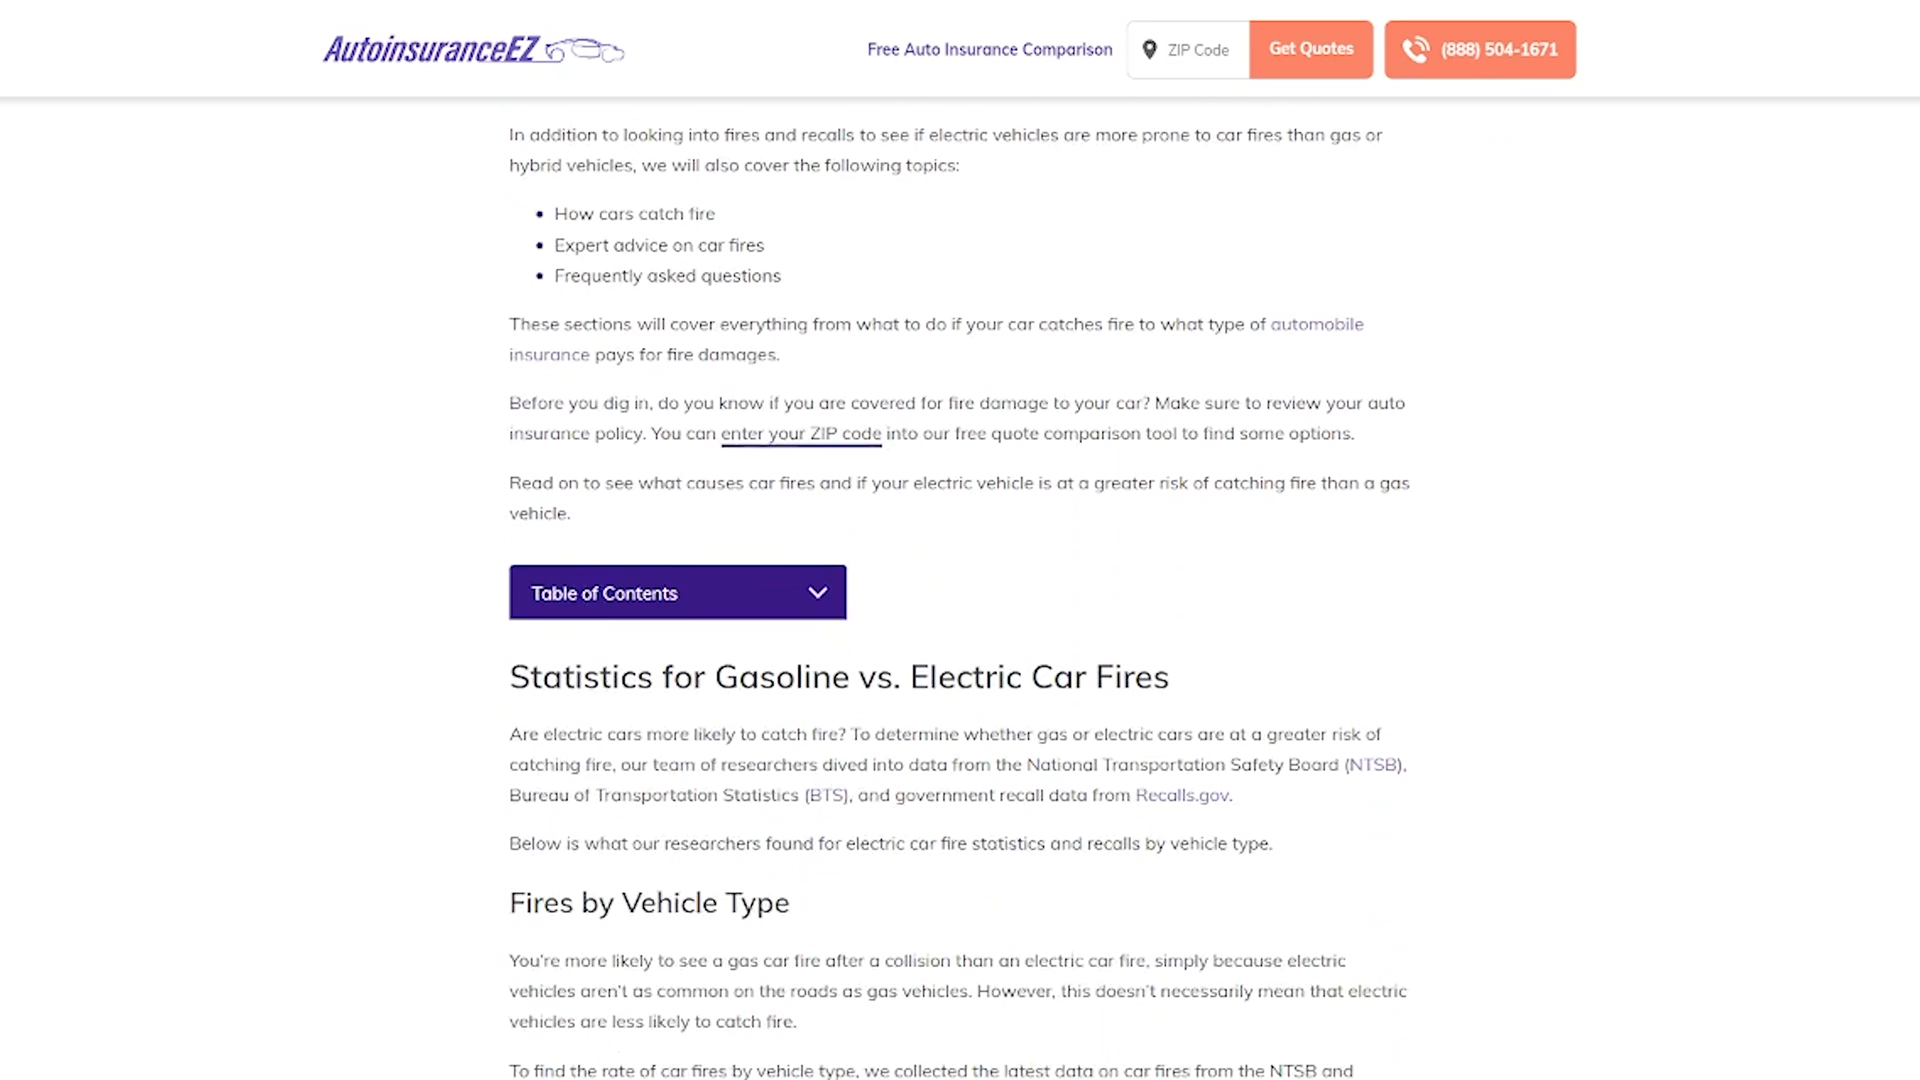 AutoinsuranceEZ
Free Auto Insurance Comparison
ZIP Code
Get Quotes
(888) 504-1671
In addition to looking into fires and recalls to see if electric vehicles are more prone to car fires than gas or
hybrid vehicles, we will also cover the following topics:
How cars catch fire
Expert advice on car fires
Frequently asked questions
These sections will cover everything from what to do if your car catches fire to what type of automobile
insurance pays for fire damages.
Before you dig in, do you know if you are covered for fire damage to your car? Make sure to review your auto
insurance policy. You can enter your ZIP code into our free quote comparison tool to find some options.
Read on to see what causes car fires and if your electric vehicle is at a greater risk of catching fire than a gas
vehicle.
Table of Contents
Statistics for Gasoline vs. Electric Car Fires
Are electric cars more likely to catch fire? To determine whether gas or electric cars are at a greater risk of
catching fire, our team of researchers dived into data from the National Transportation Safety Board (NTSB),
Bureau of Transportation Statistics (BTS), and government recall data from Recalls.gov.
Below is what our researchers found for electric car fire statistics and recalls by vehicle type.
Fires by Vehicle Type
You're more likely to see a gas car fire after a collision than an electric car fire, simply because electric
vehicles aren't as common on the roads as gas vehicles. However, this doesn't necessarily mean that electric
vehicles are less likely to catch fire.
To find the rate of car fires by vehicle type, we collected the latest data on car fires from the NTSB and